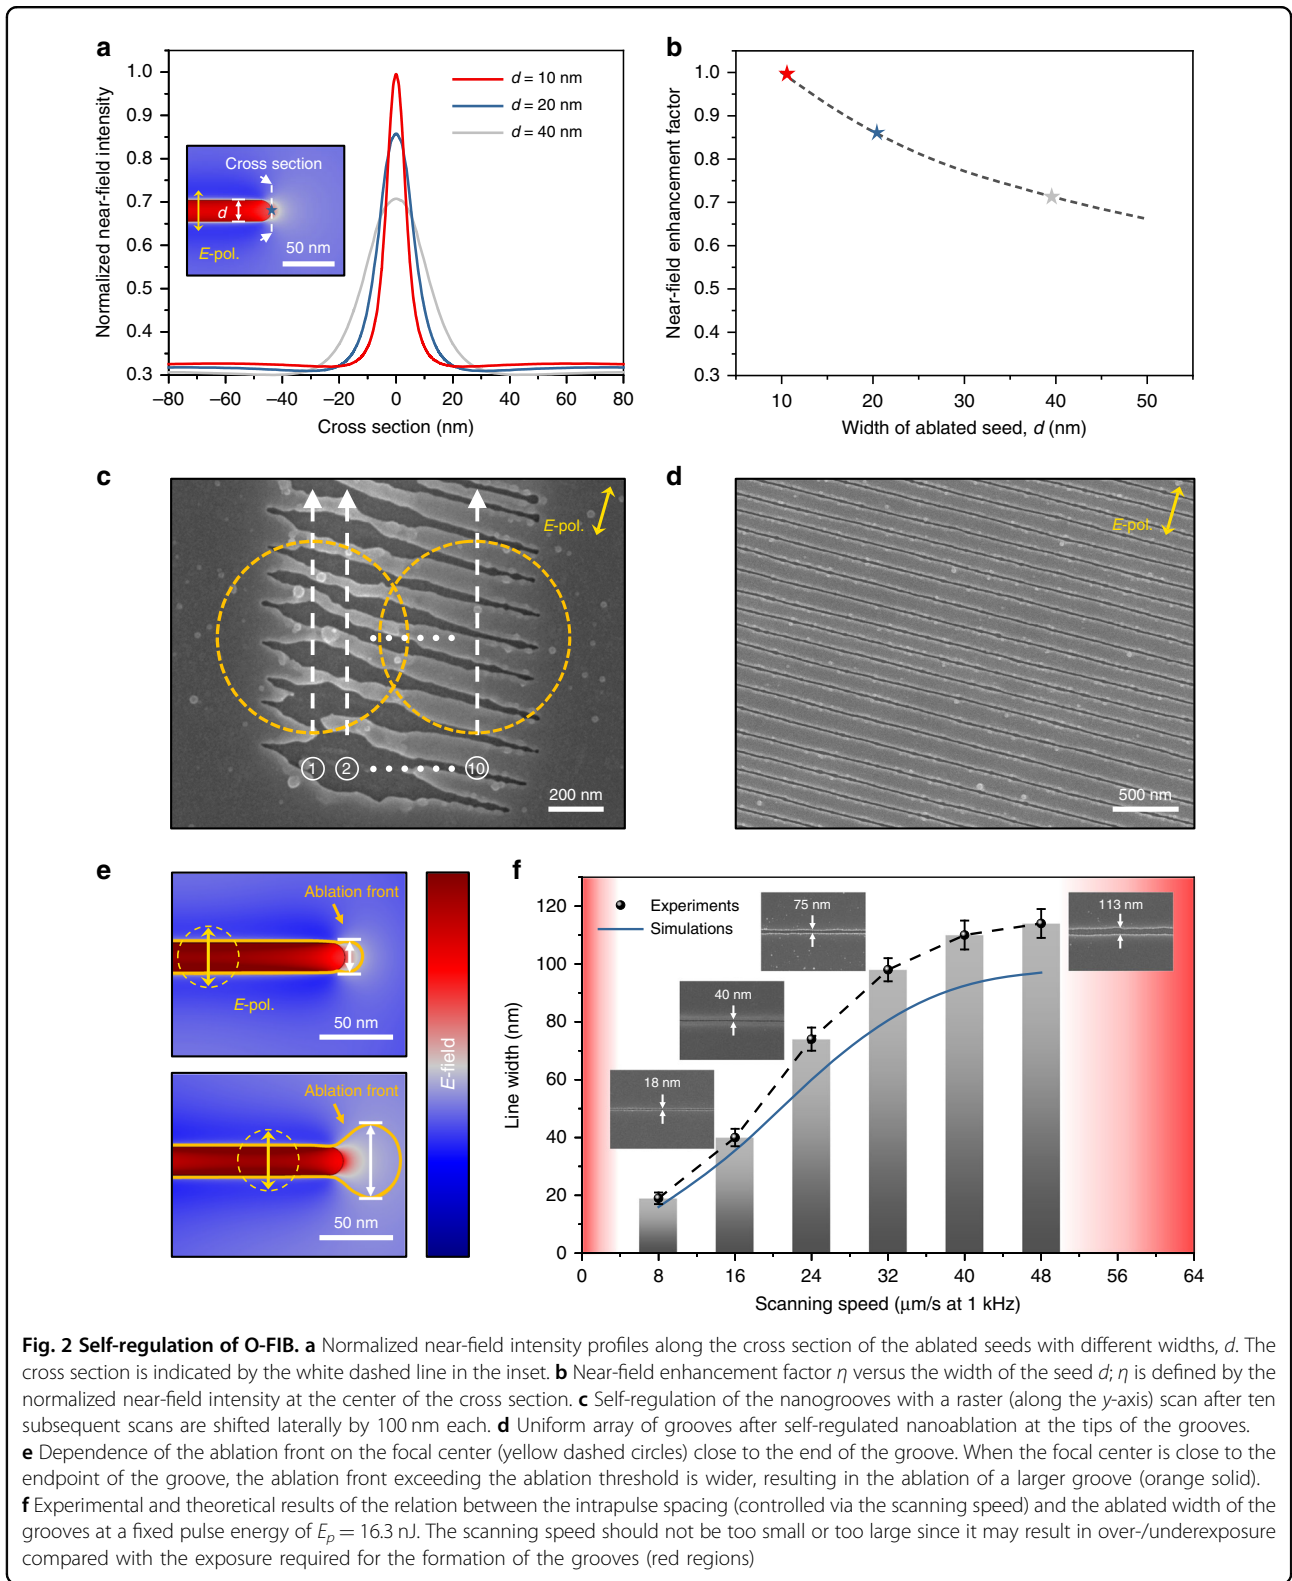 a
Normalized near-field intensity
1.0
0.9
0.8
0.7
0.6
0.5
0.4
0.3
–80
–60
–40
–20
0
20
40
60
80
Cross section (nm)
d = 10 nm
d = 20 nm
d = 40 nm
Cross section
d
E-pol.
50 nm
b
Near-field enhancement factor
1.0
0.9
0.8
0.7
0.6
0.5
0.4
0.3
10
20
30
40
50
Width of ablated seed, d (nm)
c
E-pol.
1
2
10
200 nm
d
E-pol.
500 nm
e
Ablation front
E-pol.
50 nm
Ablation front
50 nm
E-field
f
Line width (nm)
120
100
80
60
40
20
0
Experiments
Simulations
18 nm
40 nm
75 nm
113 nm
0
8
16
24
32
40
48
56
64
Scanning speed (μm/s at 1 kHz)
Fig. 2 Self-regulation of O-FIB. a Normalized near-field intensity profiles along the cross section of the ablated seeds with different widths, d. The
cross section is indicated by the white dashed line in the inset. b Near-field enhancement factor η versus the width of the seed d; η is defined by the
normalized near-field intensity at the center of the cross section. c Self-regulation of the nanogrooves with a raster (along the y-axis) scan after ten
subsequent scans are shifted laterally by 100 nm each. d Uniform array of grooves after self-regulated nanoablation at the tips of the grooves.
e Dependence of the ablation front on the focal center (yellow dashed circles) close to the end of the groove. When the focal center is close to the
endpoint of the groove, the ablation front exceeding the ablation threshold is wider, resulting in the ablation of a larger groove (orange solid).
f Experimental and theoretical results of the relation between the intrapulse spacing (controlled via the scanning speed) and the ablated width of the
grooves at a fixed pulse energy of Ep = 16.3 nJ. The scanning speed should not be too small or too large since it may result in over-/underexposure
compared with the exposure required for the formation of the grooves (red regions)